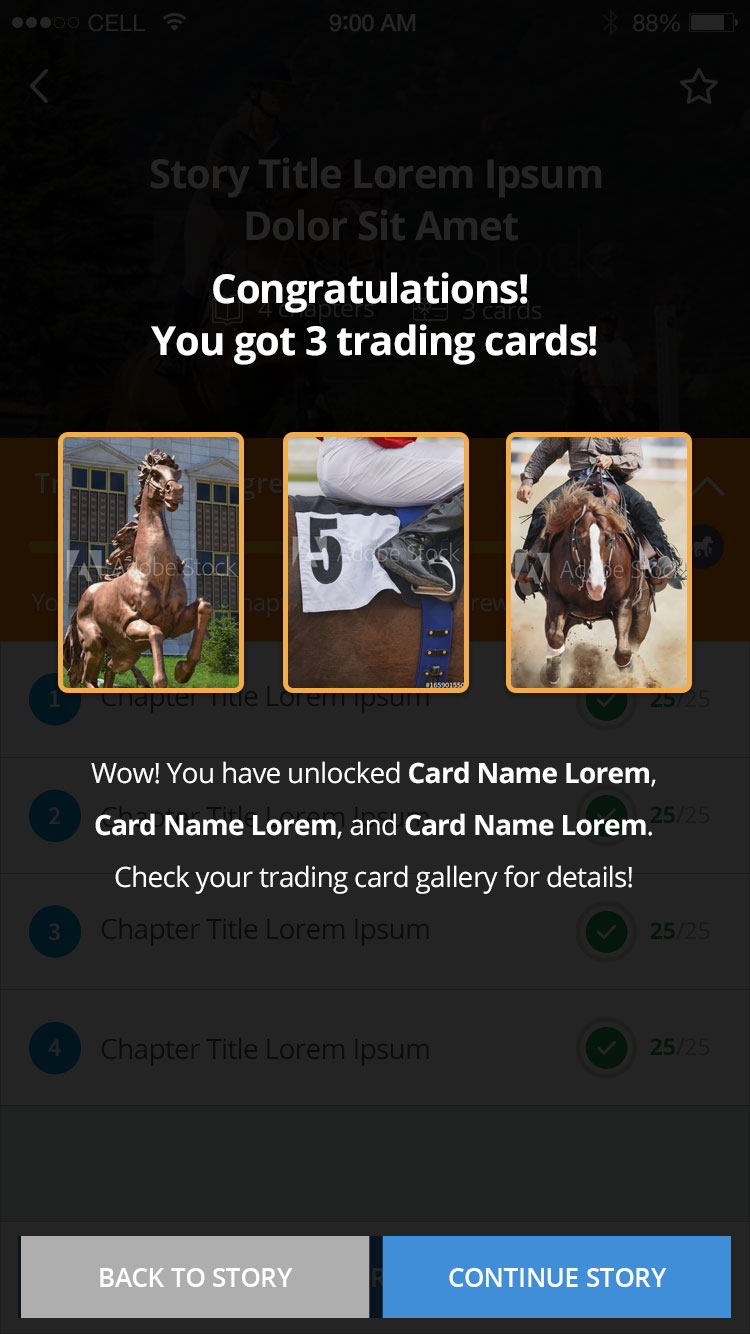 CELL
9:00 AM
88%
Story Title Lorem Ipsum
Dolor Sit Amet
Adobe Stock
Congratulations!
4 chapters
3 cards
You got 3 trading cards!
5
Adobe Stock
Adobe Stock
Adobe Stock
1
Chapter Title Lorem Ipsum
25/25
Wow! You have unlocked Card Name Lorem,
2
Chapter Title Lorem Ipsum
25/25
Card Name Lorem, and Card Name Lorem.
Check your trading card gallery for details!
3
Chapter Title Lorem Ipsum
25/25
4
Chapter Title Lorem Ipsum
25/25
BACK TO STORY
CONTINUE STORY